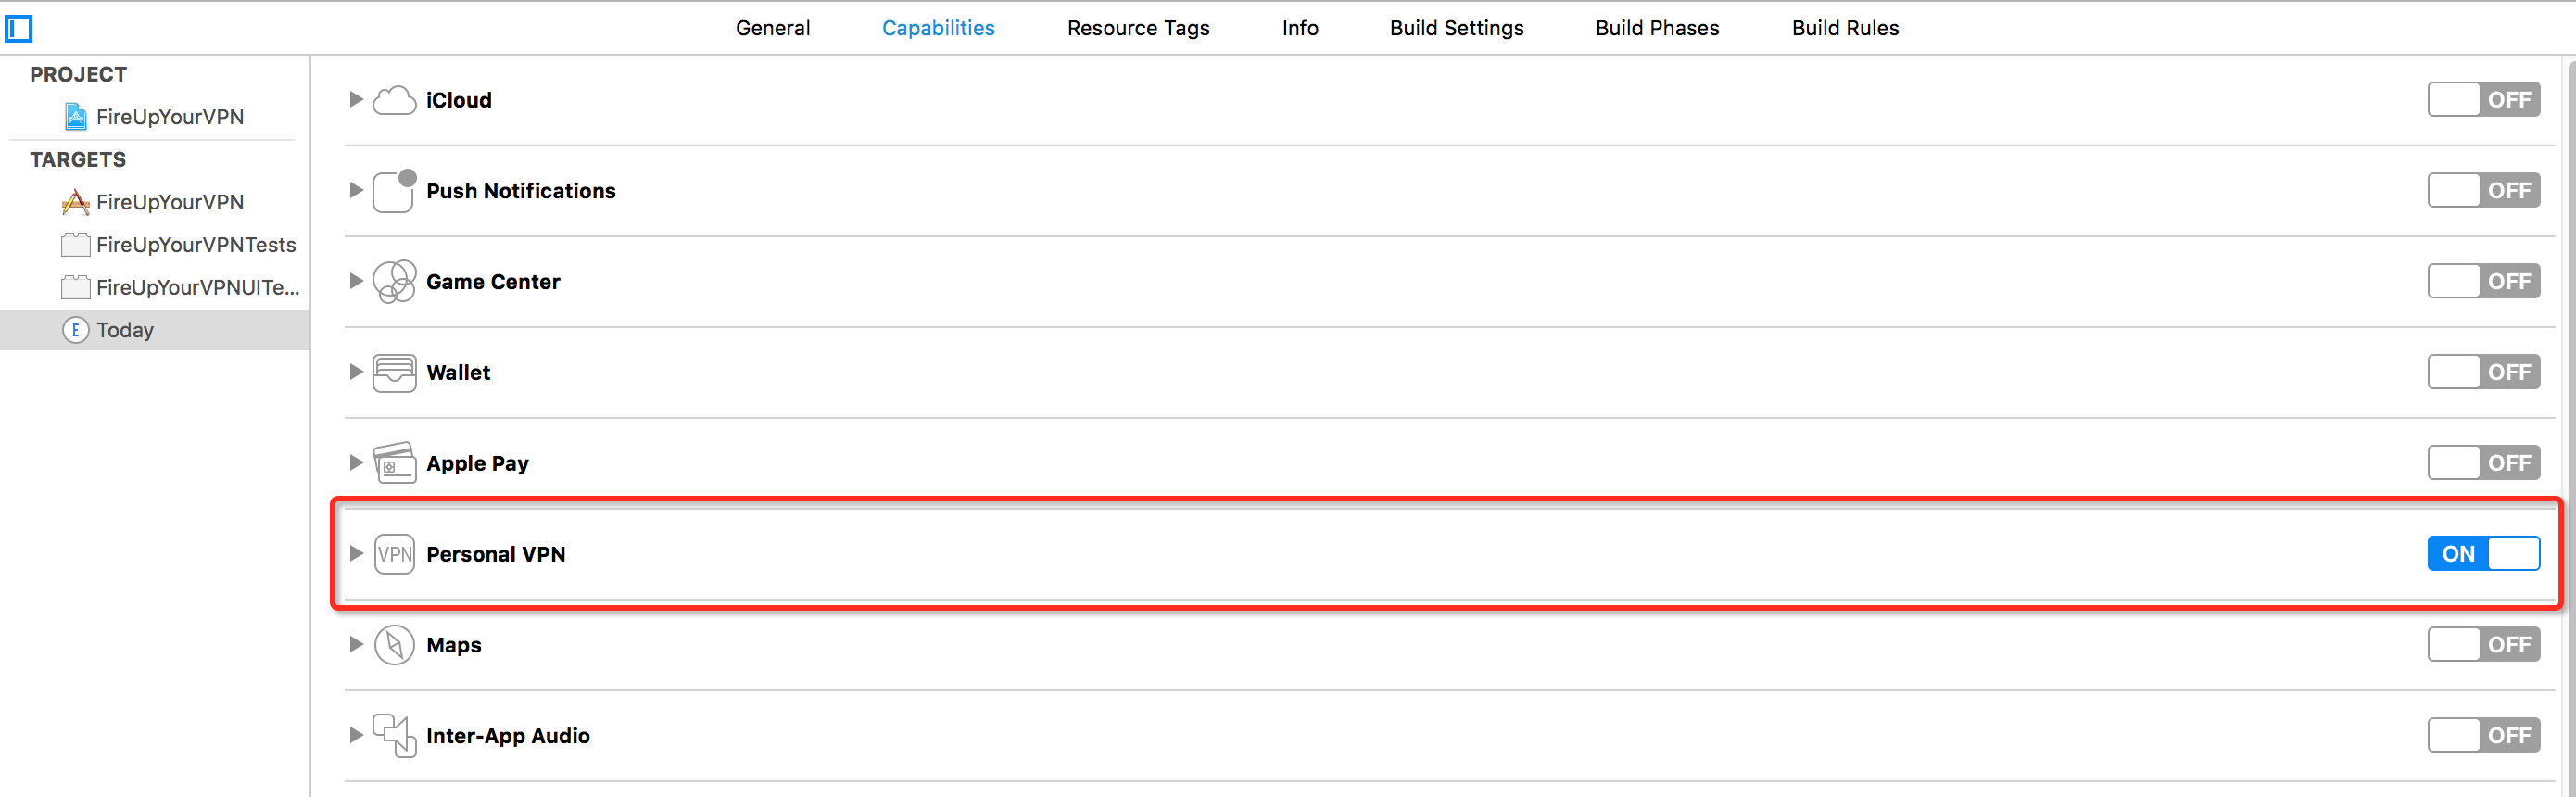 General Capabilities Resource Tags Info Build Settings Build Phases Build Rules
PROJECT
FireUpYourVPN
TARGETS
FireUpYourVPN
FireUpYourVPNTests
FireUpYourVPNUITe...
E Today
iCloud OFF
Push Notifications OFF
Game Center OFF
Wallet OFF
Apple Pay OFF
VPN Personal VPN ON
Maps OFF
Inter-App Audio OFF